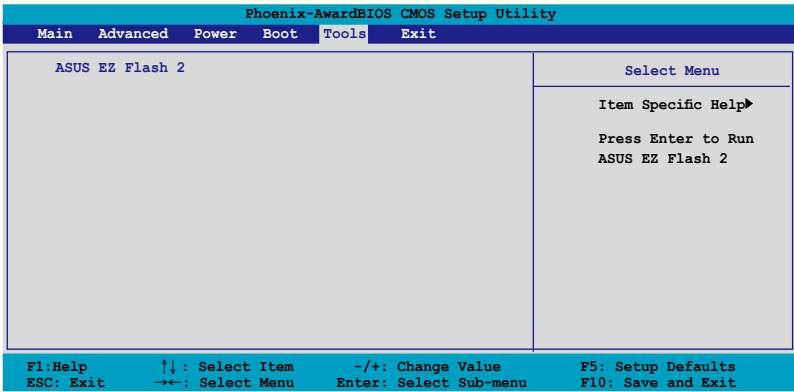 Phoenix-AwardBIOS CMOS Setup Utility
Main Advanced Power Boot Tools Exit
ASUS EZ Flash 2
Select Menu
Item Specific Help▶
Press Enter to Run
ASUS EZ Flash 2
F1:Help ↑↓: Select Item -/+: Change Value F5: Setup Defaults
ESC: Exit →←: Select Menu Enter: Select Sub-menu F10: Save and Exit